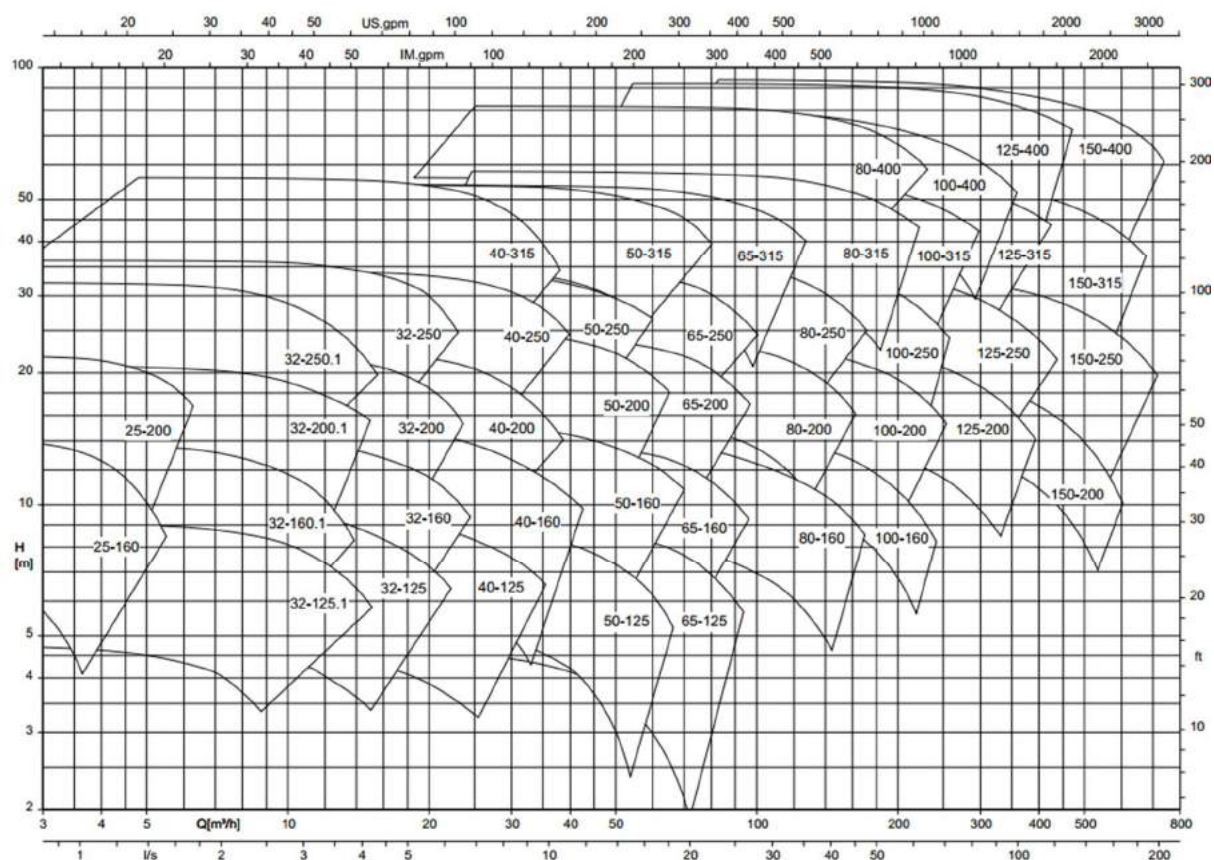 20 30 40 50 US.gpm 100 200 300 400 500 1000 2000 3000
20 30 40 50 IM.gpm 100 200 300 400 500 1000 2000
100 300
80-400 125-400 150-400 200
100-400
50
40 40-315 50-315 65-315 80-315 100-315 125-315
150-315 100
30
32-250 40-250 50-250 65-250 80-250
32-250.1 100-250 125-250 150-250
20
50-200 65-200
25-200 32-200.1 32-200 40-200 80-200 100-200 125-200 50
40
150-200
10 50-160
32-160.1 32-160 40-160 65-160 30
H
[m] 25-160 80-160 100-160
32-125 40-125
32-125.1 20
50-125 65-125
5
ft
4
3 10
2
3 4 5 Q[m³/h] 10 20 30 40 50 100 200 300 400 500 800
1 l/s 2 3 4 5 10 20 30 40 50 100 200